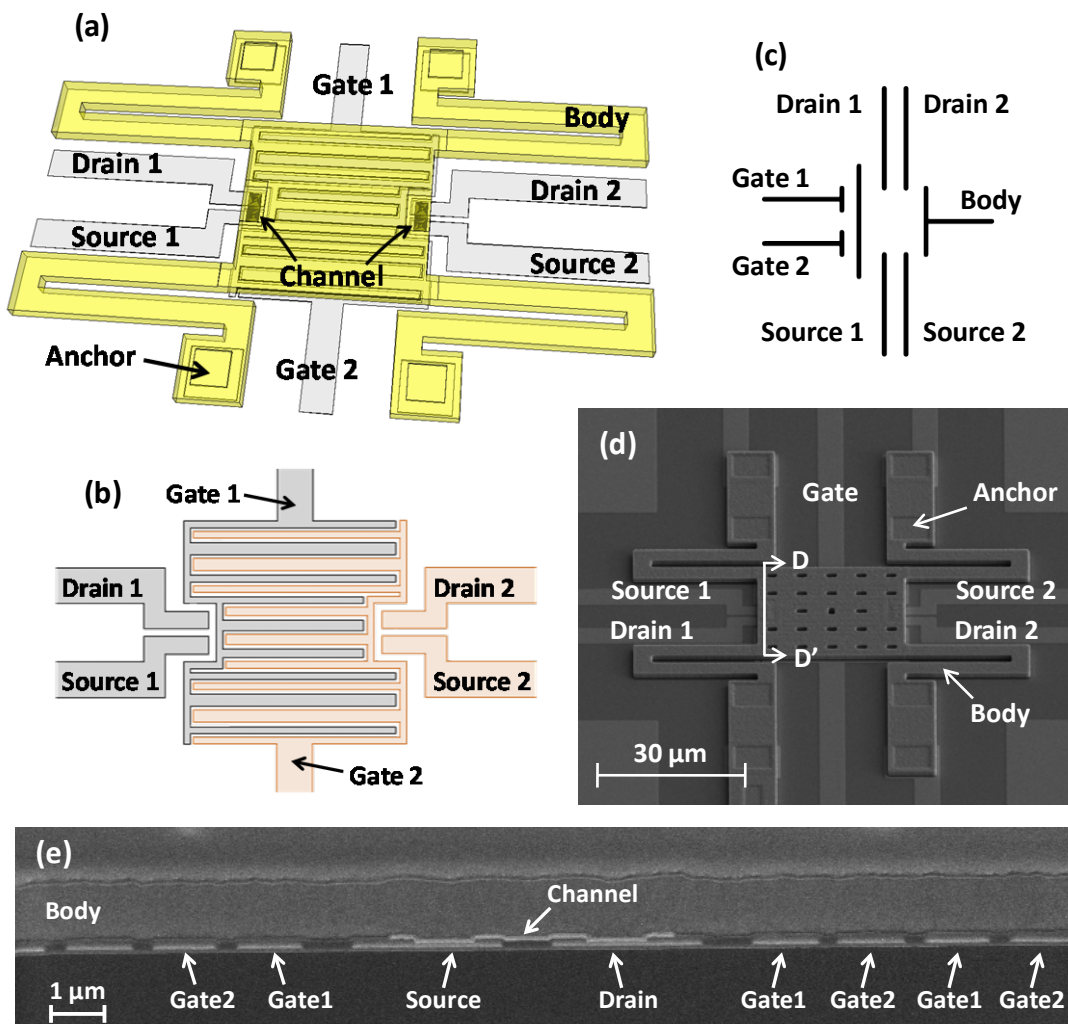 (a)
Gate 1
Body
Drain 1
Drain 2
Source 1
Source 2
Channel
Anchor
Gate 2
(b)
Gate 1
Drain 1
Drain 2
Source 1
Source 2
Gate 2
(c)
Drain 1
Drain 2
Gate 1
Body
Gate 2
Source 1
Source 2
(d)
Gate
Anchor
D
Source 1
Source 2
Drain 1
Drain 2
D'
Body
30 µm
(e)
Channel
Body
1 µm
Gate2
Gate1
Source
Drain
Gate1
Gate2
Gate1
Gate2